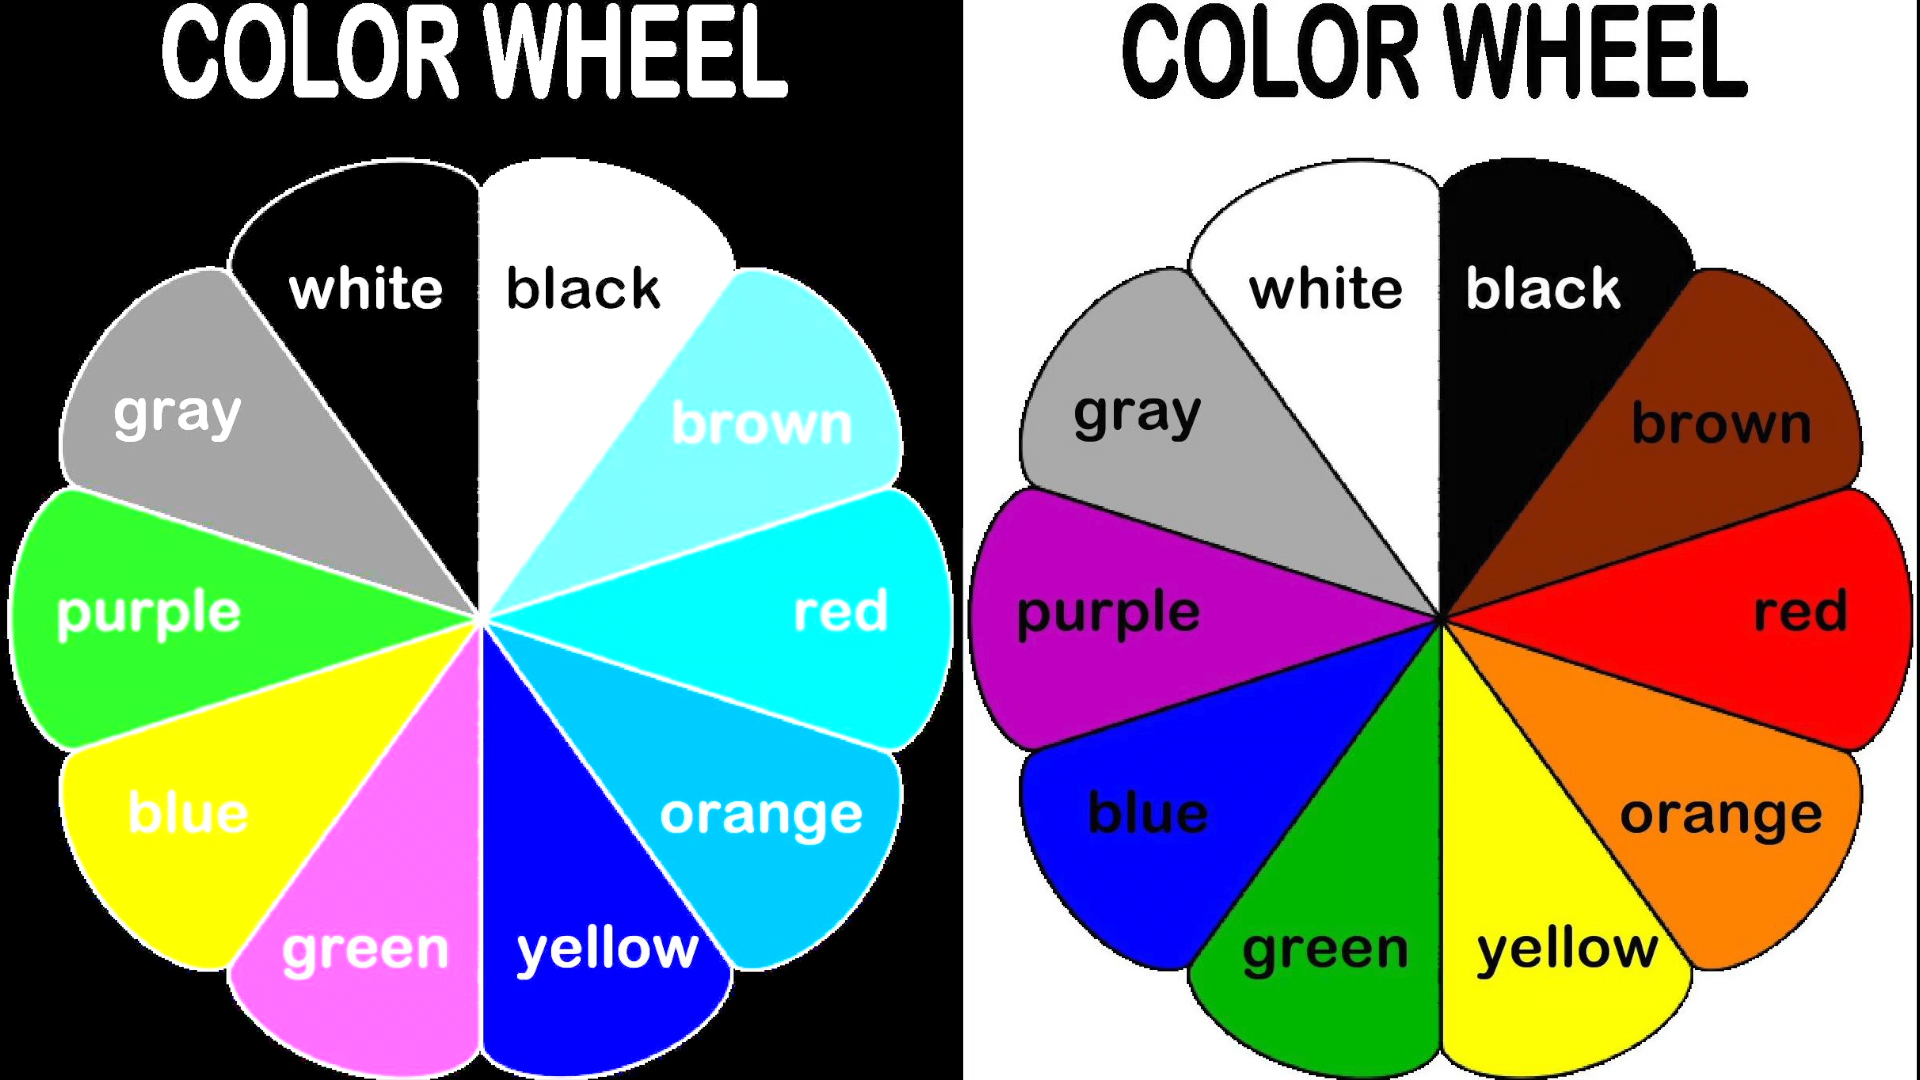 COLOR WHEEL
white
black
gray
brown
purple
red
blue
orange
green
yellow
COLOR WHEEL
white
black
gray
brown
purple
red
blue
orange
green
yellow